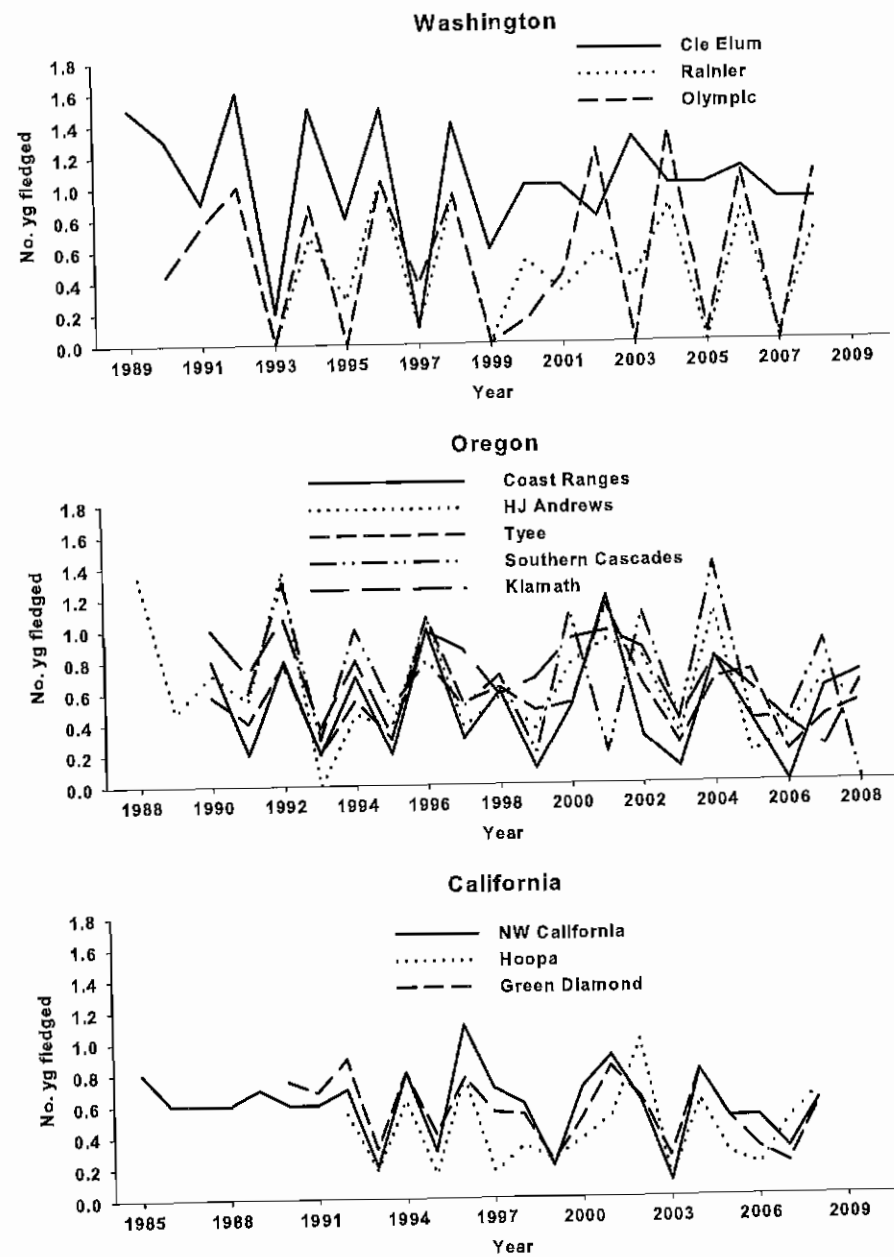 Washington
Cle Elum
Rainier
Olympic
1.8
1.6
1.4
1.2
1.0
0.8
0.6
0.4
0.2
0.0
No. yg fledged
1989 1991 1993 1995 1997 1999 2001 2003 2005 2007 2009
Year
Oregon
Coast Ranges
HJ Andrews
Tyee
Southern Cascades
Klamath
1.8
1.6
1.4
1.2
1.0
0.8
0.6
0.4
0.2
0.0
No. yg fledged
1988 1990 1992 1994 1996 1998 2000 2002 2004 2006 2008
Year
California
NW California
Hoopa
Green Diamond
1.8
1.6
1.4
1.2
1.0
0.8
0.6
0.4
0.2
0.0
No. yg fledged
1985 1988 1991 1994 1997 2000 2003 2006 2009
Year